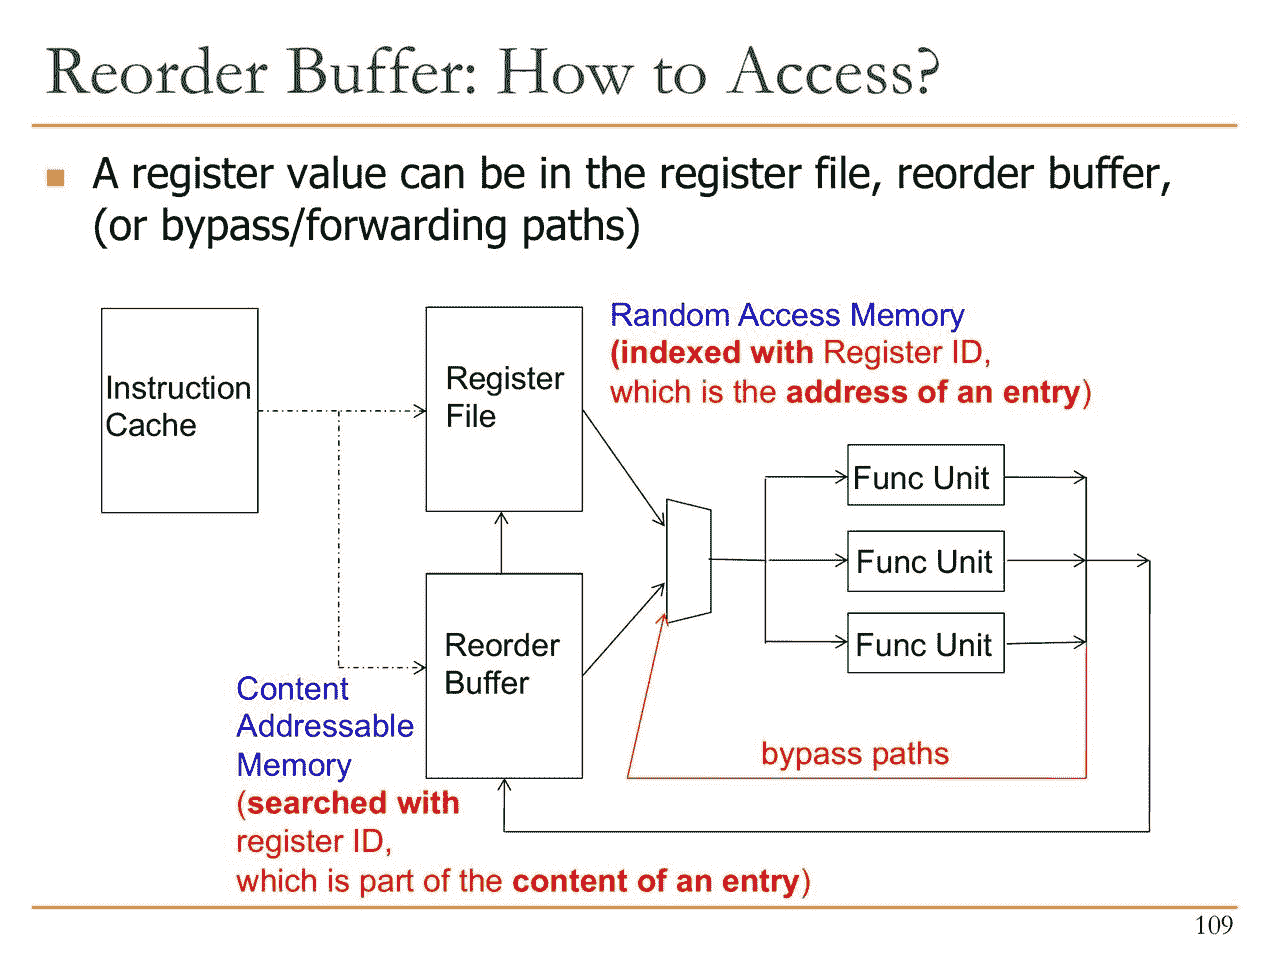 Reorder Buffer: How to Access?
A register value can be in the register file, reorder buffer,
(or bypass/forwarding paths)
Instruction
Cache
Register
File
Random Access Memory
(indexed with Register ID,
which is the address of an entry)
Func Unit
Func Unit
Func Unit
Reorder
Buffer
Content
Addressable
Memory
(searched with
register ID,
which is part of the content of an entry)
bypass paths
109